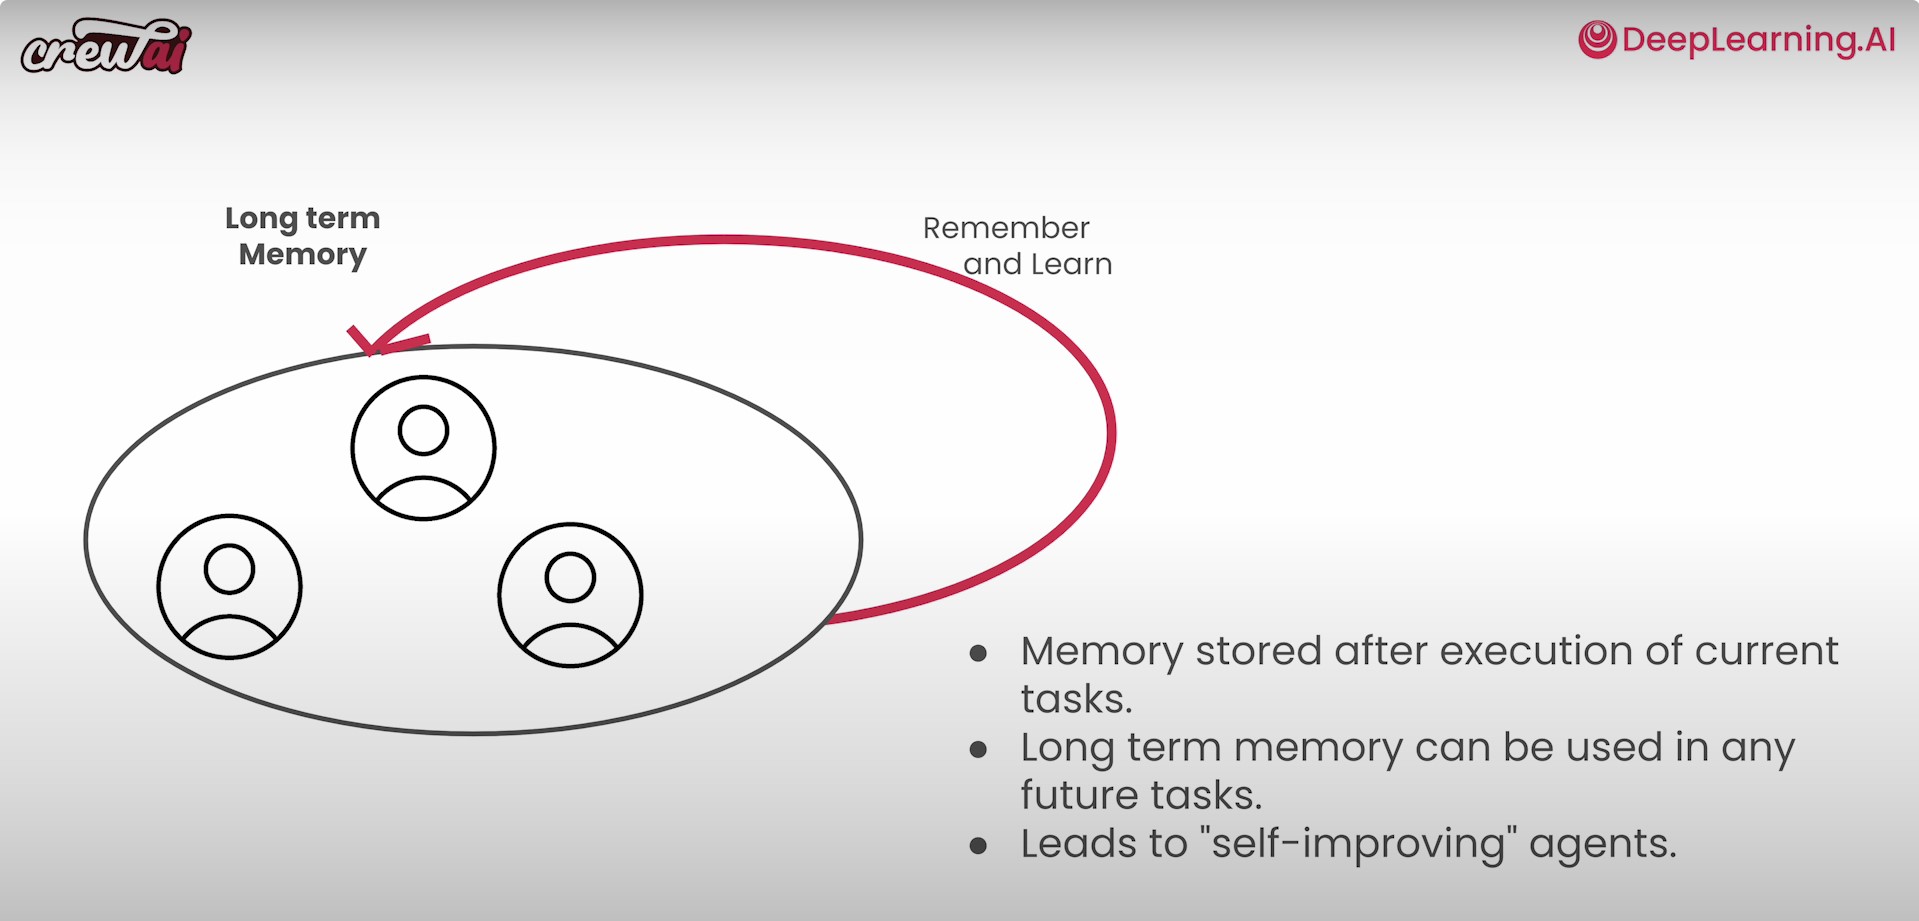 crewai
DeepLearning.AI
Long term
Memory
Remember
and Learn
● Memory stored after execution of current
tasks.
● Long term memory can be used in any
future tasks.
● Leads to "self-improving" agents.